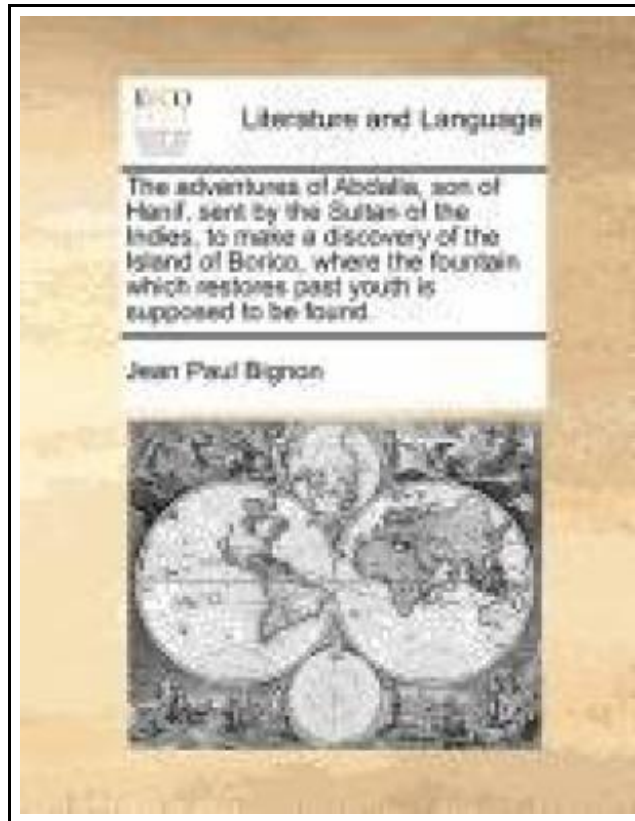 ECCO
Literature and Language
The adventures of Abdalla, son of
Hanif, sent by the Sultan of the
Indies, to make a discovery of the
Island of Borico, where the fountain
which restores past youth is
supposed to be found.
Jean Paul Bignon